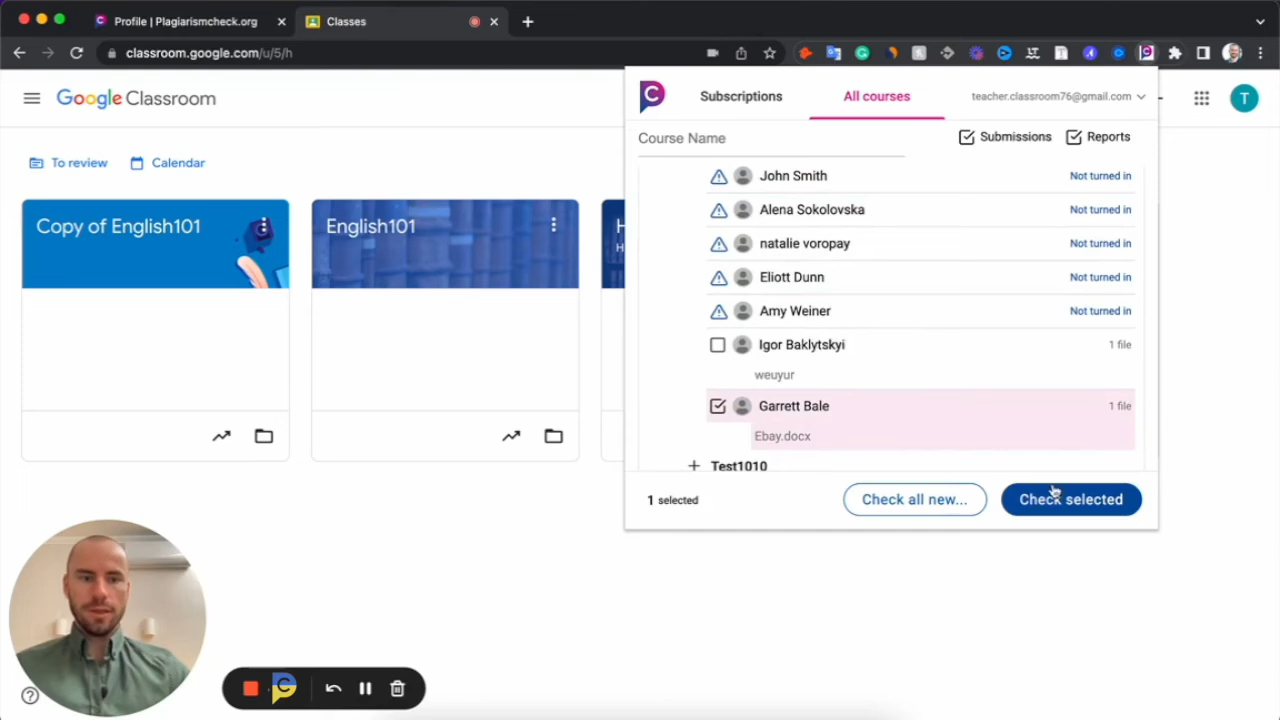 Profile | Plagiarismcheck.org
Classes
classroom.google.com/u/5/h
Google Classroom
To review
Calendar
Copy of English101
English101
H
H
T
Subscriptions
All courses
teacher.classroom76@gmail.com
Course Name
Submissions
Reports
John Smith
Not turned in
Alena Sokolovska
Not turned in
natalie voropay
Not turned in
Eliott Dunn
Not turned in
Amy Weiner
Not turned in
Igor Baklytskyi
1 file
weuyur
Garrett Bale
1 file
Ebay.docx
Test1010
1 selected
Check all new...
Check selected